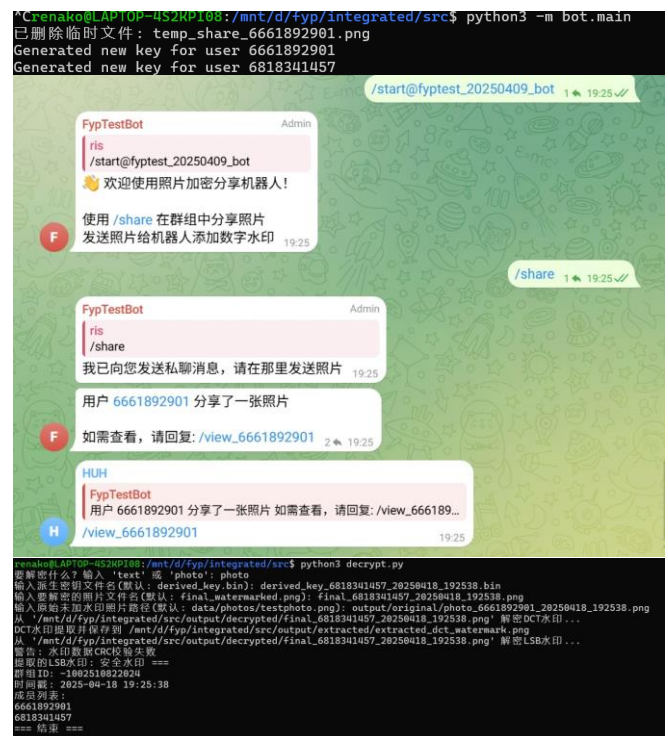 ^Crenako@LAPTOP-4S2KPI08:/mnt/d/fyp/integrated/src$ python3 -m bot.main
已删除临时文件: temp_share_6661892901.png
Generated new key for user 6661892901
Generated new key for user 6818341457
/start@fyptest_20250409_bot 1 19:25
FypTestBot Admin
ris
/start@fyptest_20250409_bot
👋 欢迎使用照片加密分享机器人!
使用 /share 在群组中分享照片
发送照片给机器人添加数字水印 19:25
F
/share 1 19:25
FypTestBot Admin
ris
/share
我已向您发送私聊消息，请在那里发送照片 19:25
用户 6661892901 分享了一张照片
如需查看，请回复: /view_6661892901 2 19:25
F
HUH
FypTestBot
用户 6661892901 分享了一张照片 如需查看，请回复: /view_666189...
/view_6661892901 19:25
H
renako@LAPTOP-4S2KPI08:/mnt/d/fyp/integrated/src$ python3 decrypt.py
要解密什么? 输入 'text' 或 'photo': photo
输入派生密钥文件名(默认: derived_key.bin): derived_key_6818341457_20250418_192538.bin
输入要解密的照片文件名(默认: final_watermarked.png): final_6818341457_20250418_192538.png
输入原始未加水印照片路径(默认: data/photos/testphoto.png): output/original/photo_6661892901_20250418_192538.png
从 '/mnt/d/fyp/integrated/src/output/decrypted/final_6818341457_20250418_192538.png' 解密DCT水印...
DCT水印提取并保存到 /mnt/d/fyp/integrated/src/output/extracted/extracted_dct_watermark.png
从 '/mnt/d/fyp/integrated/src/output/decrypted/final_6818341457_20250418_192538.png' 解密LSB水印...
警告: 水印数据CRC校验失败
提取的LSB水印: 安全水印 ===
群组ID: -1002510822024
时间戳: 2025-04-18 19:25:38
成员列表:
6661892901
6818341457
=== 结束 ===